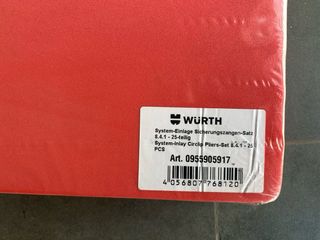 WÜRTH
System-Einlage Sicherungszangen-Satz
8.4.1 - 25-teilig
System-Inlay Circlip Pliers-Set 8.4.1 - 25
PCS
Art. 0955905917
4 056807 768120